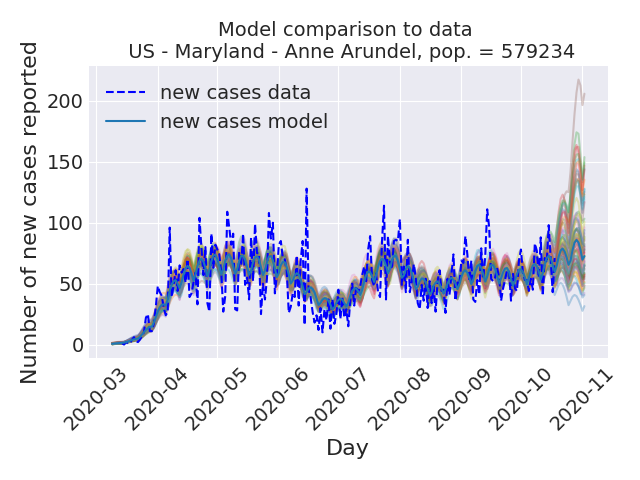 Model comparison to data
US - Maryland - Anne Arundel, pop. = 579234
new cases data
new cases model
Number of new cases reported
200
150
100
50
0
2020-03
2020-04
2020-05
2020-06
2020-07
2020-08
2020-09
2020-10
2020-11
Day